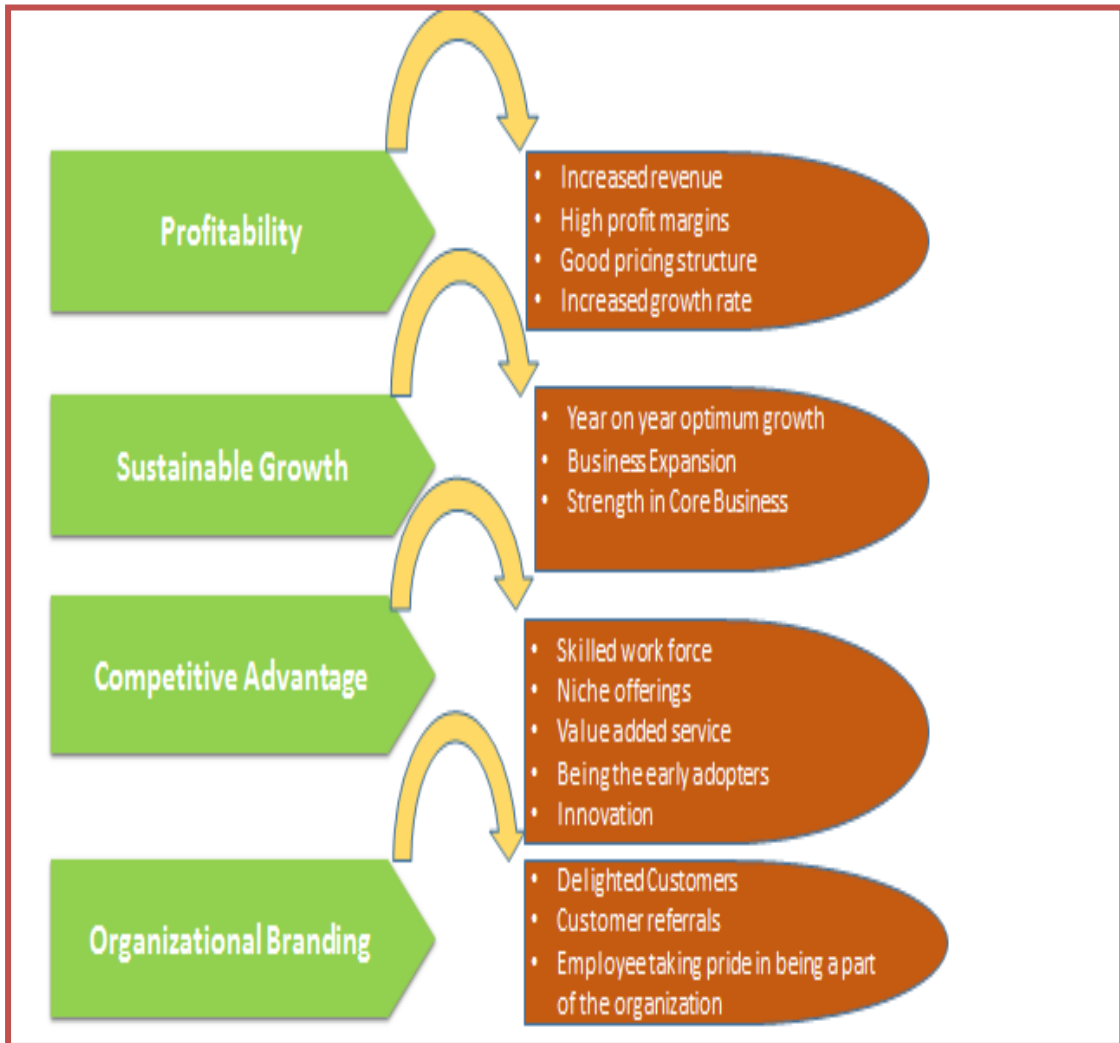 Profitability
• Increased revenue
• High profit margins
• Good pricing structure
• Increased growth rate
Sustainable Growth
• Year on year optimum growth
• Business Expansion
• Strength in Core Business
Competitive Advantage
• Skilled work force
• Niche offerings
• Value added service
• Being the early adopters
• Innovation
Organizational Branding
• Delighted Customers
• Customer referrals
• Employee taking pride in being a part
of the organization